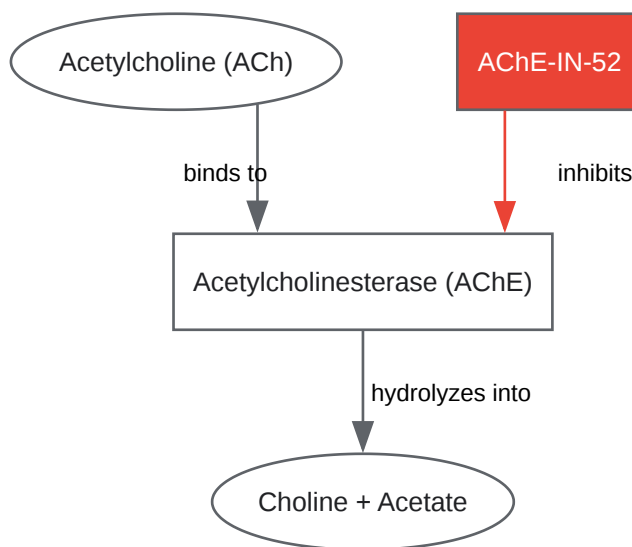 Acetylcholine (ACh)
AChE-IN-52
binds to
inhibits
Acetylcholinesterase (AChE)
hydrolyzes into
Choline + Acetate